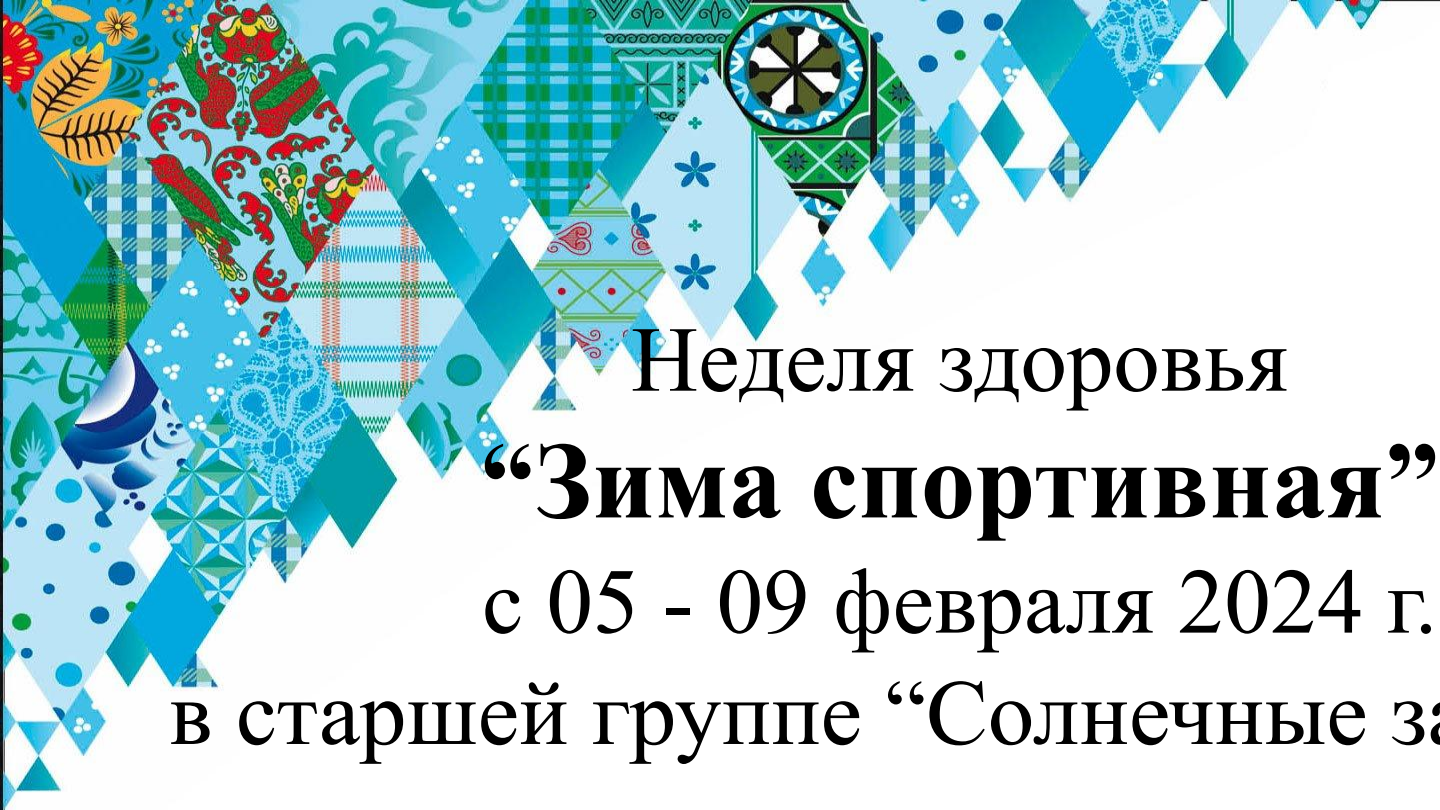 Неделя здоровья
“Зима спортивная”
с 05 - 09 февраля 2024 г.
в старшей группе “Солнечные